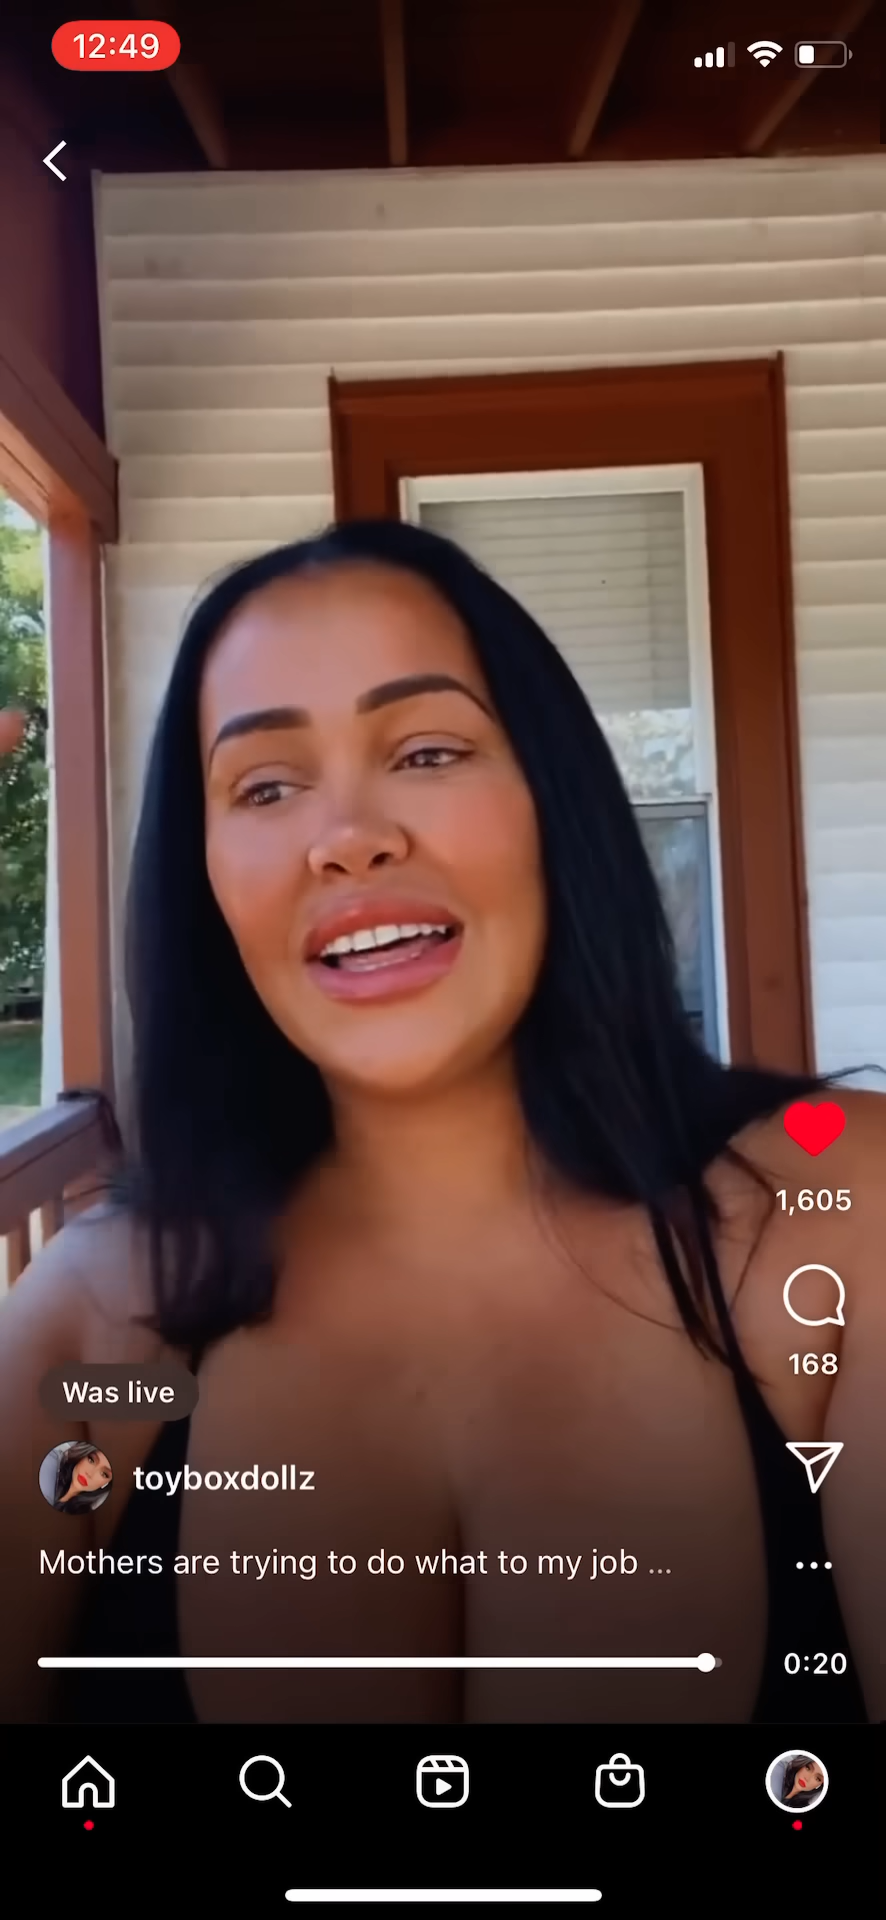 12:49
1,605
168
Was live
toyboxdollz
Mothers are trying to do what to my job ...
0:20